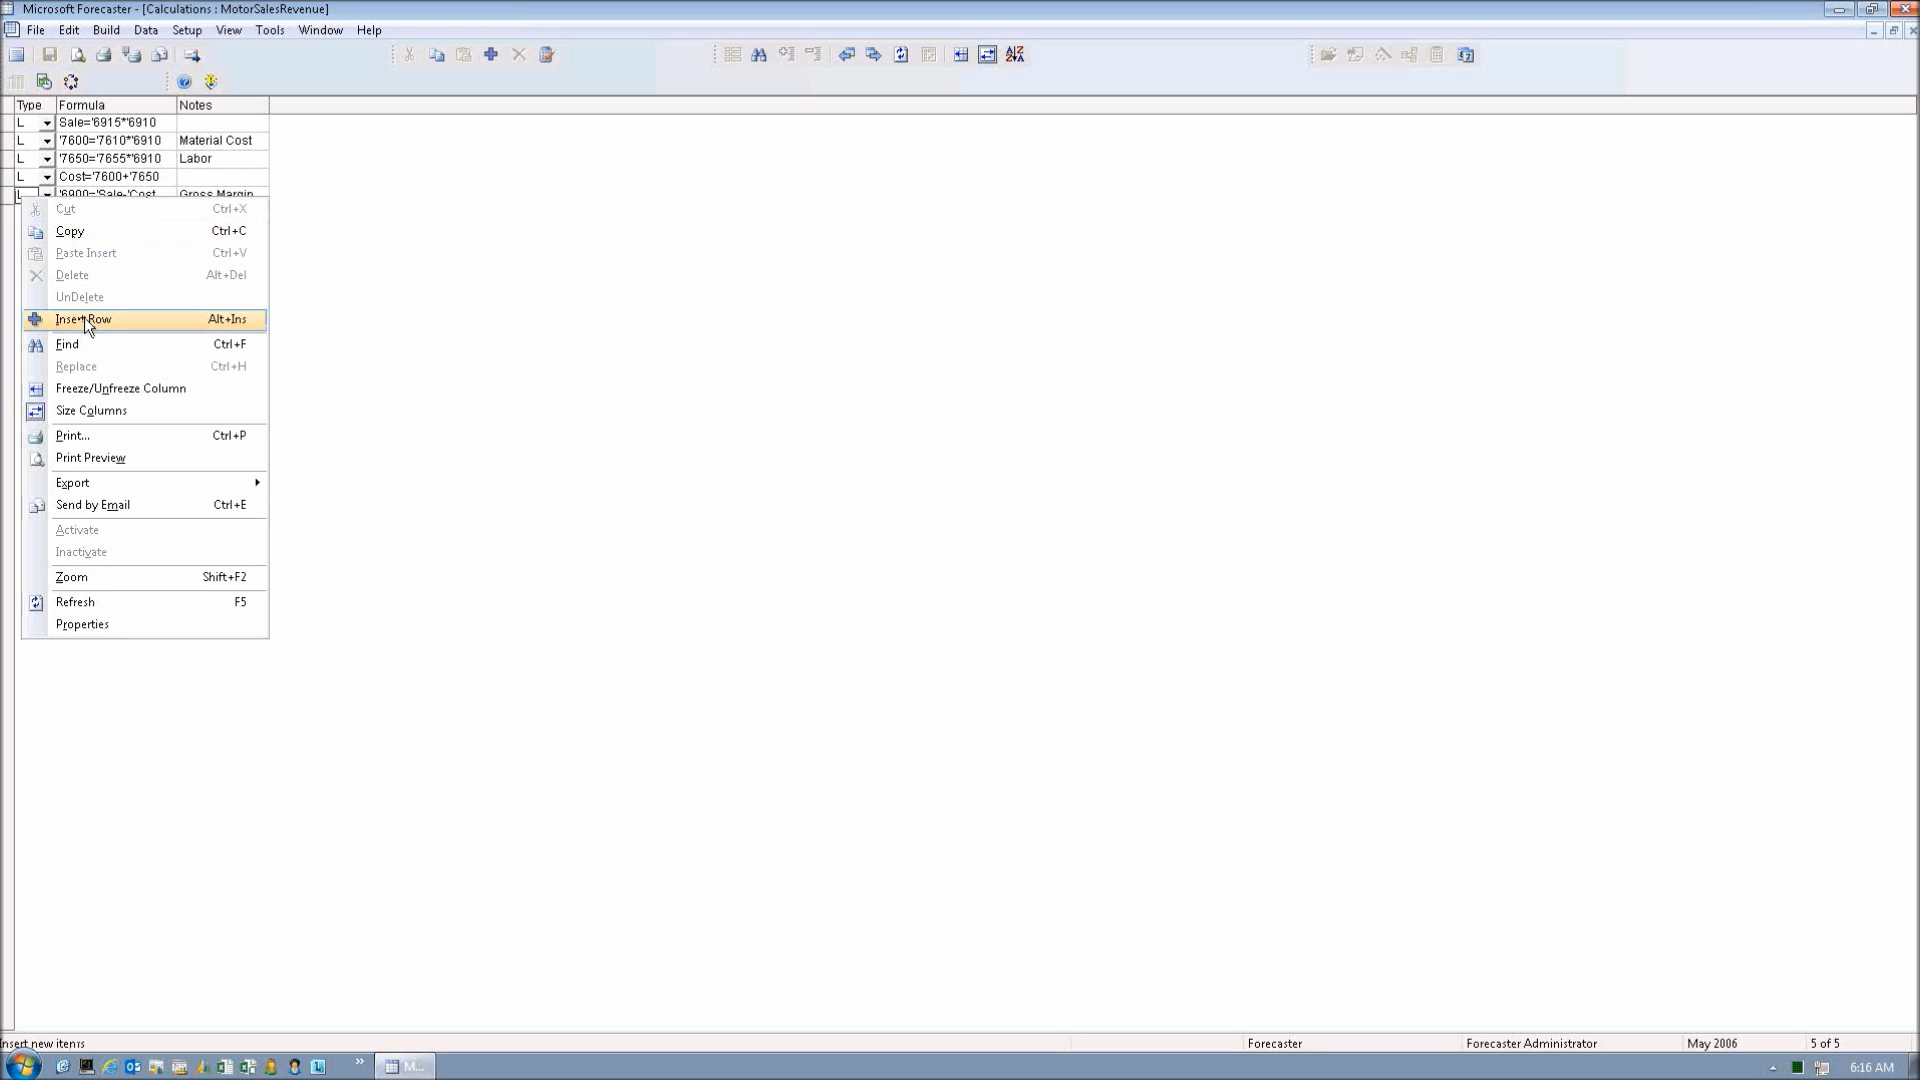 Microsoft Forecaster - [Calculations : MotorSalesRevenue]
File Edit Build Data Setup View Tools Window Help
Type Formula Notes
L Sale='6915*'6910
L '7600='7610*'6910 Material Cost
L '7650='7655*'6910 Labor
L Cost='7600+'7650
L '6900='Sale-'Cost Gross Margin
Cut Ctrl+X
Copy Ctrl+C
Paste Insert Ctrl+V
Delete Alt+Del
UnDelete
Insert Row Alt+Ins
Find Ctrl+F
Replace Ctrl+H
Freeze/Unfreeze Column
Size Columns
Print... Ctrl+P
Print Preview
Export
Send by Email Ctrl+E
Activate
Inactivate
Zoom Shift+F2
Refresh F5
Properties
Insert new items Forecaster Forecaster Administrator May 2006 5 of 5
M... 6:16 AM